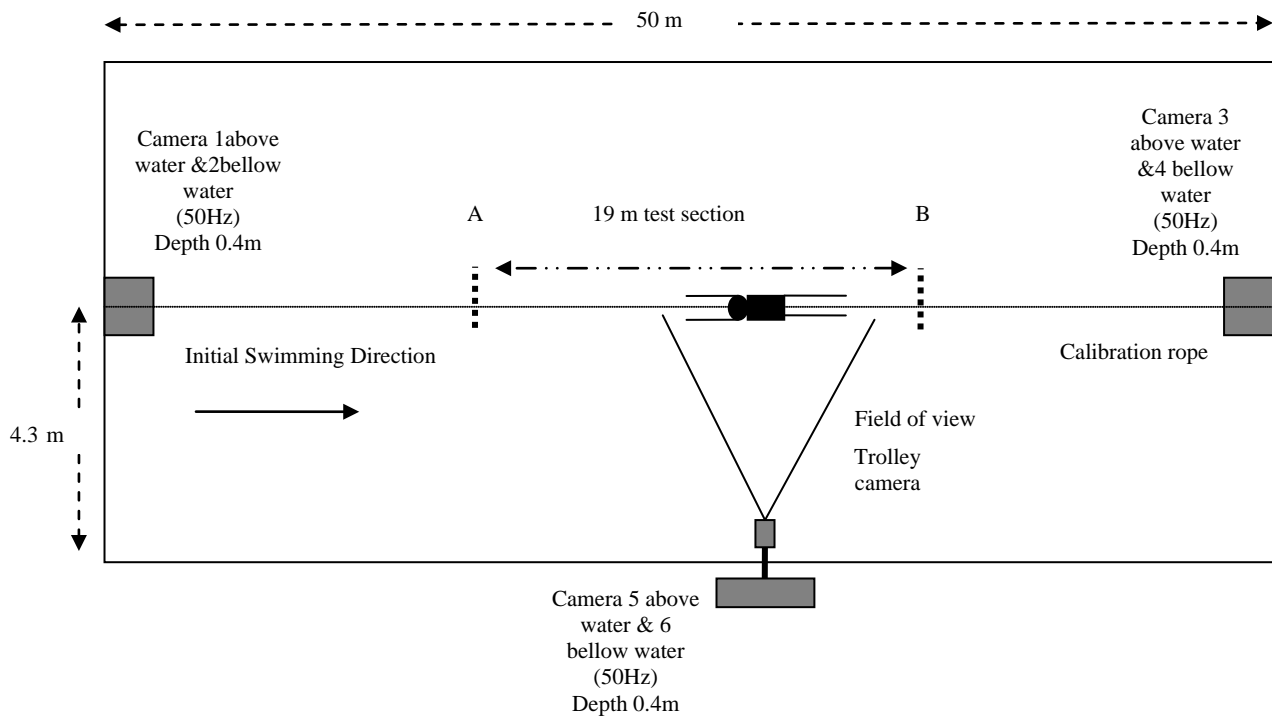 50 m
Camera 1above
water &2bellow
water
(50Hz)
Depth 0.4m
Camera 3
above water
&4 bellow
water
(50Hz)
Depth 0.4m
A
19 m test section
B
Initial Swimming Direction
Calibration rope
4.3 m
Field of view
Trolley
camera
Camera 5 above
water & 6
bellow water
(50Hz)
Depth 0.4m